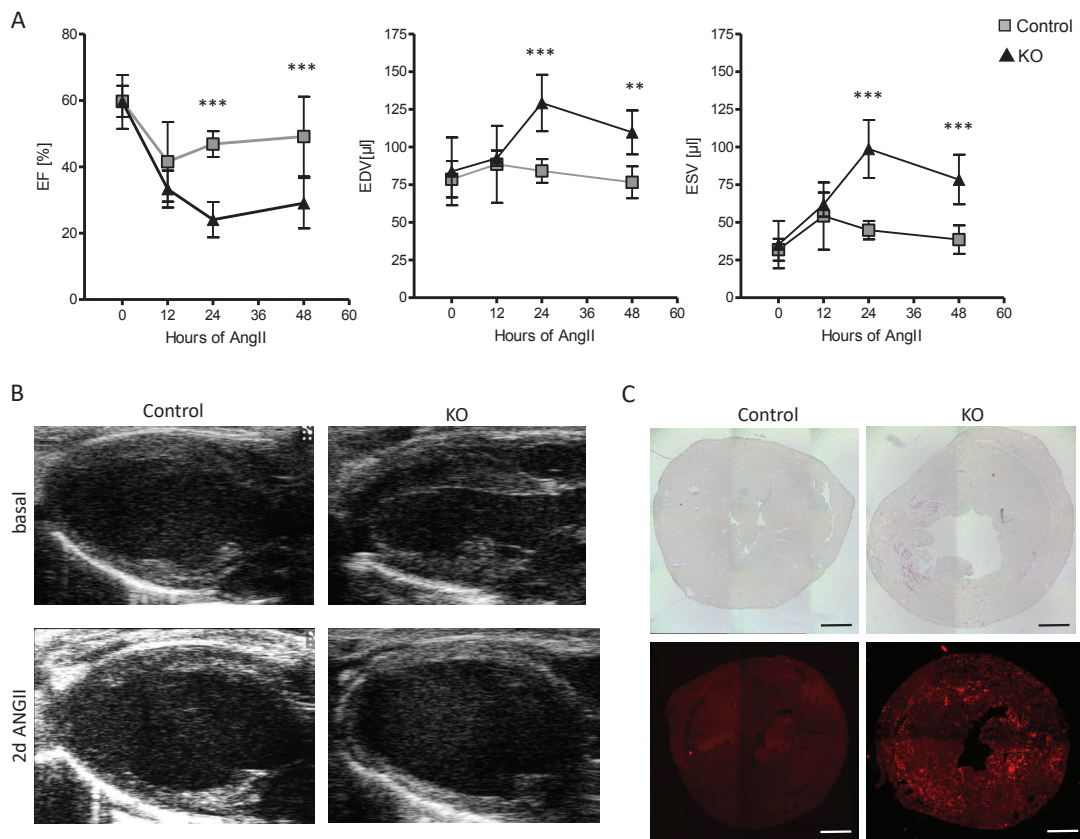 A
Control
KO
EF [%]
80
60
40
20
0
***
***
0 12 24 36 48 60
Hours of AngII
EDV[µl]
175
150
125
100
75
50
25
0
***
**
0 12 24 36 48 60
Hours of AngII
ESV [µl]
175
150
125
100
75
50
25
0
***
***
0 12 24 36 48 60
Hours of AngII
B
Control KO
basal
2d ANGII
C
Control KO